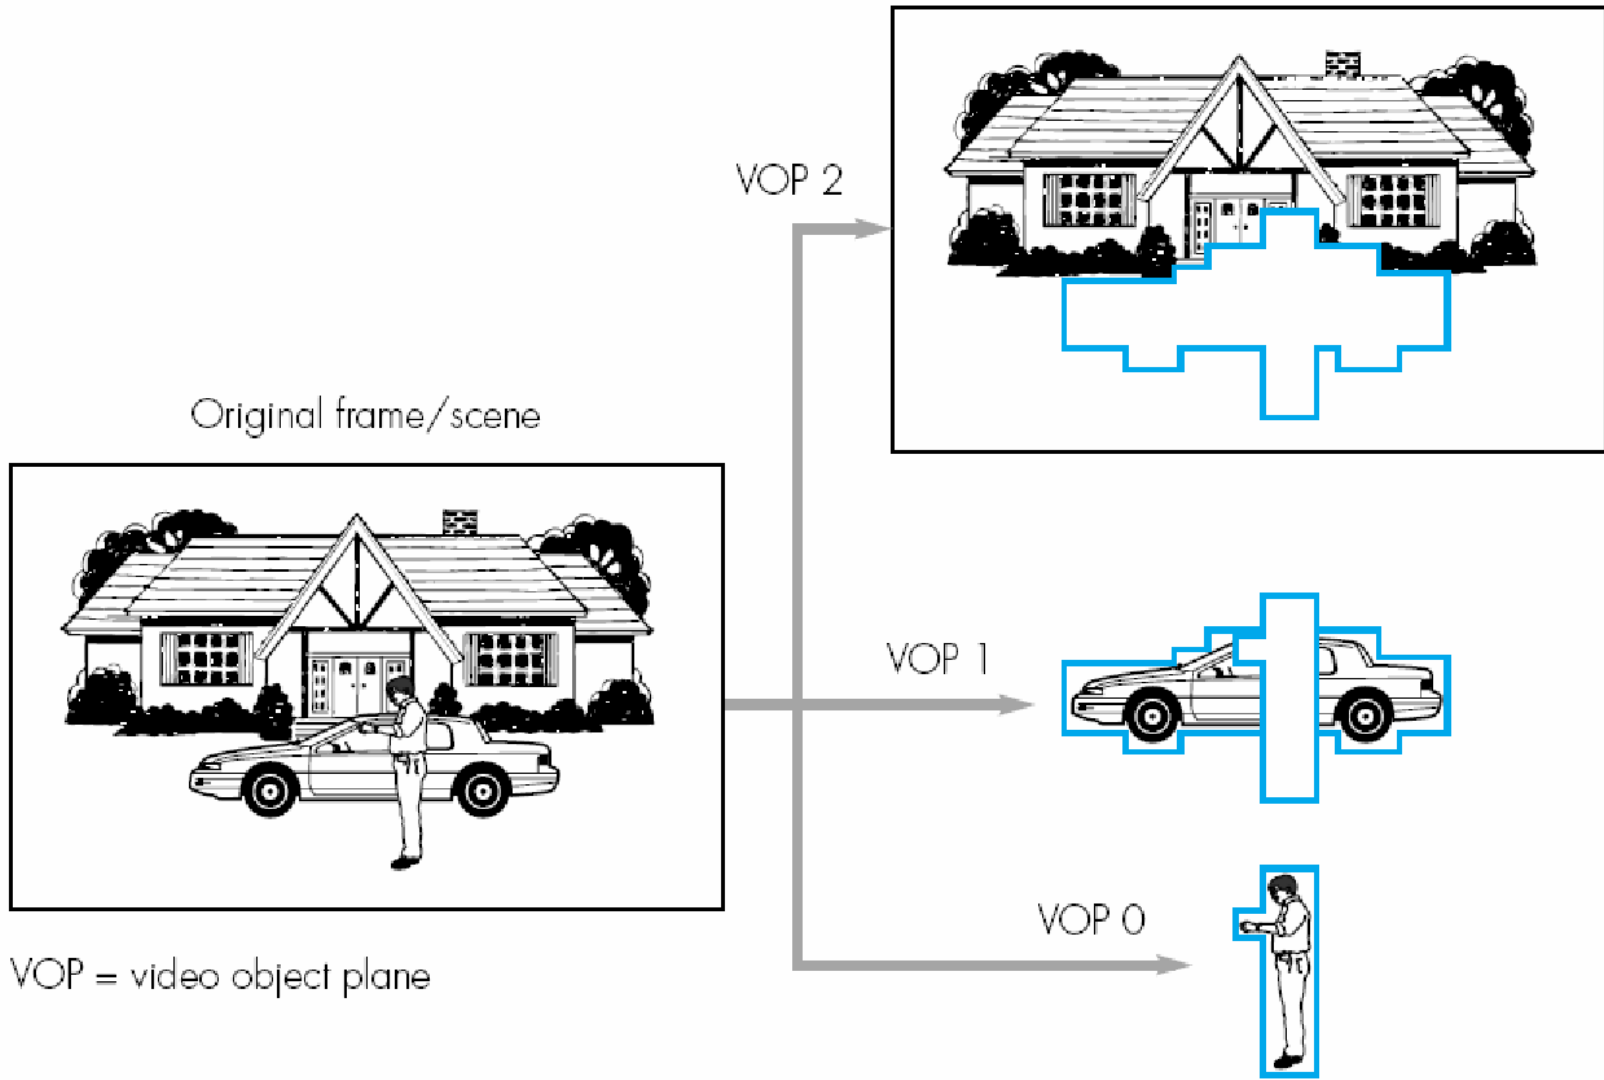 VOP 2
Original frame/scene
VOP 1
VOP 0
VOP = video object plane